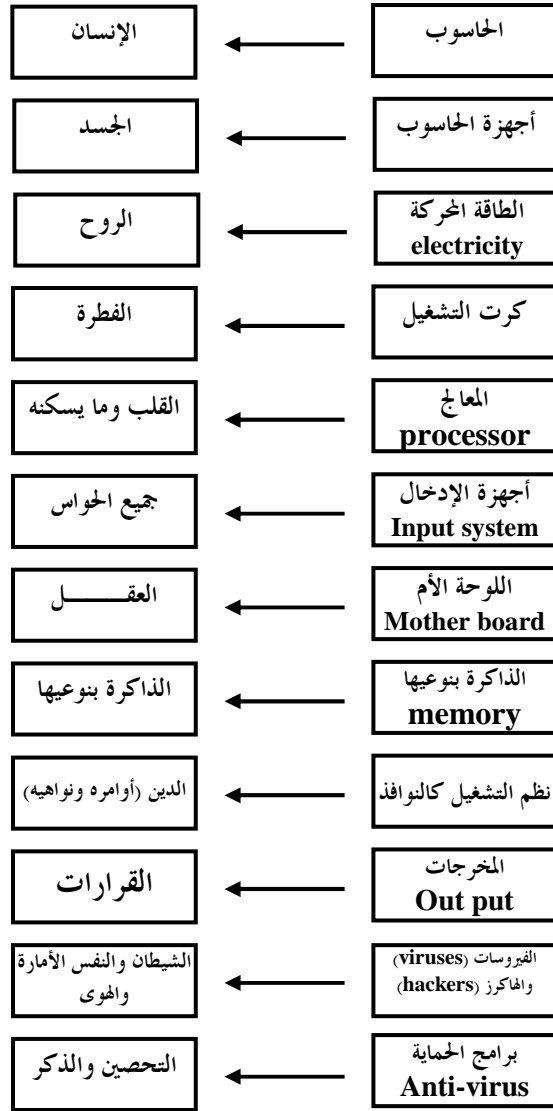 الحاسوب
الإنسان
أجهزة الحاسوب
الجسد
الطاقة المحركة
electricity
الروح
كرت التشغيل
الفطرة
المعالج
processor
القلب وما يسكنه
أجهزة الإدخال
Input system
جميع الحواس
اللوحة الأم
Mother board
العقـــــــــل
الذاكرة بنوعيها
memory
الذاكرة بنوعيها
نظم التشغيل كالنوافذ
الدين (أوامره ونواهيه)
المخرجات
Out put
القرارات
الفيروسات (viruses)
والهاكرز (hackers)
الشيطان والنفس الأمارة
والهوى
برامج الحماية
Anti-virus
التحصين والذكر